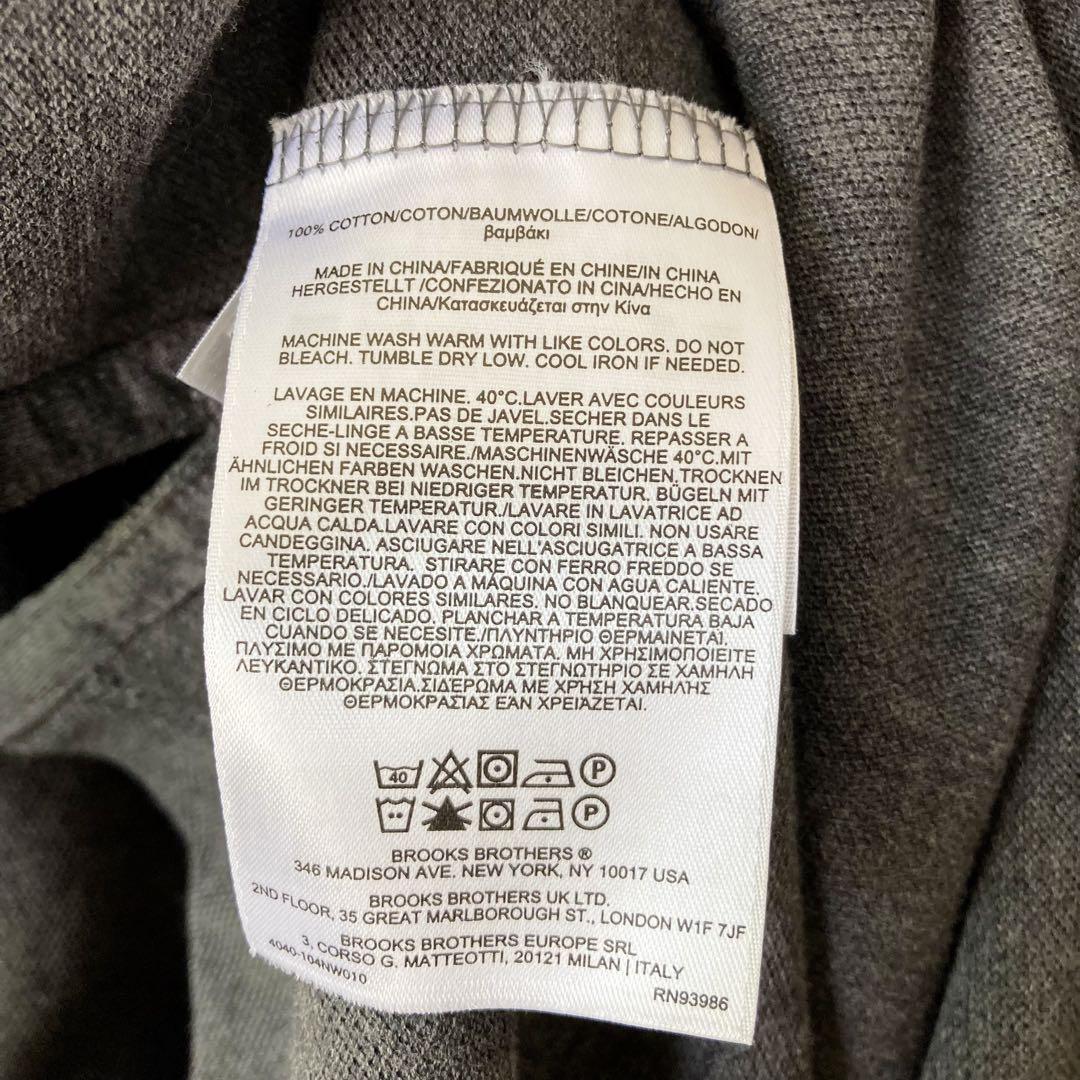 100% COTTON/COTON/BAUMWOLLE/COTONE/ALGODON/
βαμβάκι
MADE IN CHINA/FABRIQUÉ EN CHINE/IN CHINA
HERGESTELLT /CONFEZIONATO IN CINA/HECHO EN
CHINA/Κατασκευάζεται στην Κίνα
MACHINE WASH WARM WITH LIKE COLORS. DO NOT
BLEACH. TUMBLE DRY LOW. COOL IRON IF NEEDED.
LAVAGE EN MACHINE. 40°C.LAVER AVEC COULEURS
SIMILAIRES.PAS DE JAVEL.SECHER DANS LE
SECHE-LINGE A BASSE TEMPERATURE. REPASSER A
FROID SI NECESSAIRE./MASCHINENWÄSCHE 40°C.MIT
ÄHNLICHEN FARBEN WASCHEN.NICHT BLEICHEN.TROCKNEN
IM TROCKNER BEI NIEDRIGER TEMPERATUR. BÜGELN MIT
GERINGER TEMPERATUR./LAVARE IN LAVATRICE AD
ACQUA CALDA.LAVARE CON COLORI SIMILI. NON USARE
CANDEGGINA. ASCIUGARE NELL'ASCIUGATRICE A BASSA
TEMPERATURA. STIRARE CON FERRO FREDDO SE
NECESSARIO./LAVADO A MÁQUINA CON AGUA CALIENTE.
LAVAR CON COLORES SIMILARES. NO BLANQUEAR.SECADO
EN CICLO DELICADO. PLANCHAR A TEMPERATURA BAJA
CUANDO SE NECESITE./ΠΛΥΝΤΗΡΙΟ ΘΕΡΜΑΙΝΕΤΑΙ.
ΠΛΥΣΙΜΟ ΜΕ ΠΑΡΟΜΟΙΑ ΧΡΩΜΑΤΑ. ΜΗ ΧΡΗΣΙΜΟΠΟΙΕΙΤΕ
ΛΕΥΚΑΝΤΙΚΟ. ΣΤΕΓΝΩΜΑ ΣΤΟ ΣΤΕΓΝΩΤΗΡΙΟ ΣΕ ΧΑΜΗΛΗ
ΘΕΡΜΟΚΡΑΣΙΑ.ΣΙΔΈΡΩΜΑ ΜΕ ΧΡΉΣΗ ΧΑΜΗΛΉΣ
ΘΕΡΜΟΚΡΑΣΊΑΣ ΕΆΝ ΧΡΕΙΆΖΕΤΑΙ.
40 P
P
BROOKS BROTHERS ®
346 MADISON AVE. NEW YORK, NY 10017 USA
BROOKS BROTHERS UK LTD.
2ND FLOOR, 35 GREAT MARLBOROUGH ST., LONDON W1F 7JF
BROOKS BROTHERS EUROPE SRL
3, CORSO G. MATTEOTTI, 20121 MILAN | ITALY
4040-104NW010
RN93986